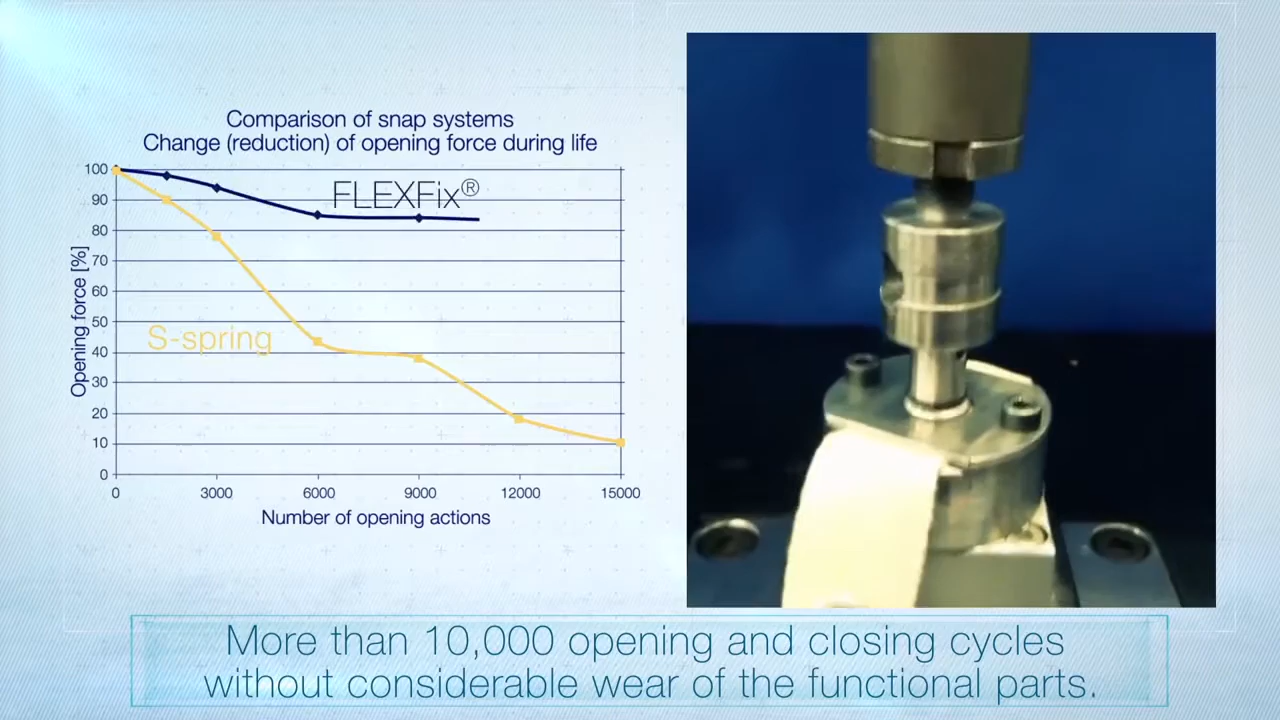 Comparison of snap systems
Change (reduction) of opening force during life
100
90
80
70
60
50
40
30
20
10
0
Opening force [%]
FLEXFix®
S-spring
0 3000 6000 9000 12000 15000
Number of opening actions
More than 10,000 opening and closing cycles
without considerable wear of the functional parts.